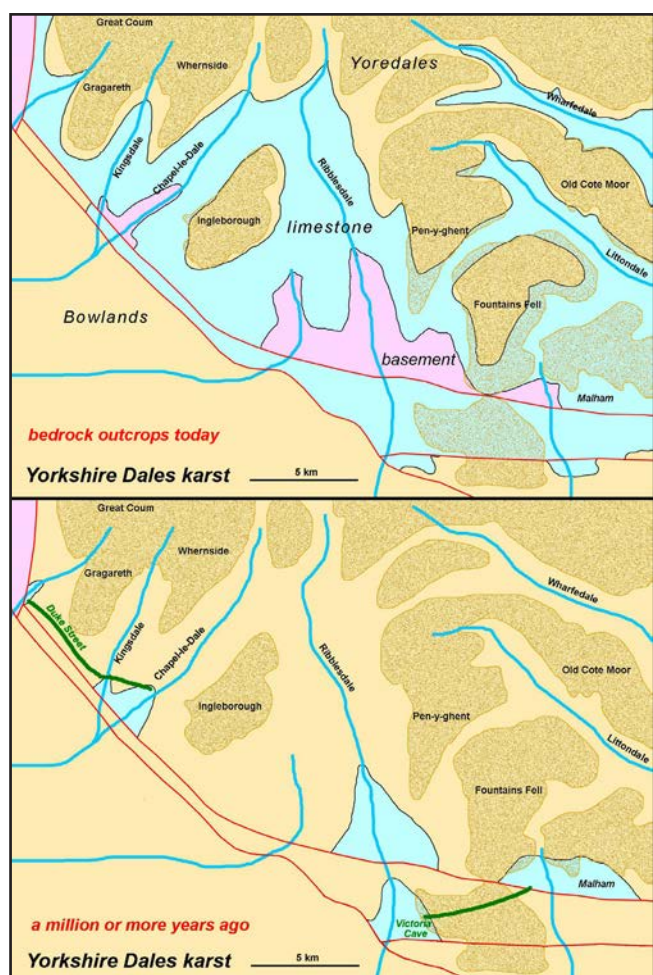 Great Coum
Whernside
Gragareth
Yoredales
Wharfedale
Kingsdale
Chapel-le-Dale
Ribblesdale
Old Cote Moor
Ingleborough
limestone
Pen-y-ghent
Littondale
Fountains Fell
Bowlands
basement
Malham
bedrock outcrops today
Yorkshire Dales karst
5 km
Great Coum
Whernside
Gragareth
Wharfedale
Duke Street
Kingsdale
Chapel-le-Dale
Ribblesdale
Old Cote Moor
Ingleborough
Pen-y-ghent
Littondale
Fountains Fell
Malham
a million or more years ago
Victoria
Cave
Yorkshire Dales karst
5 km